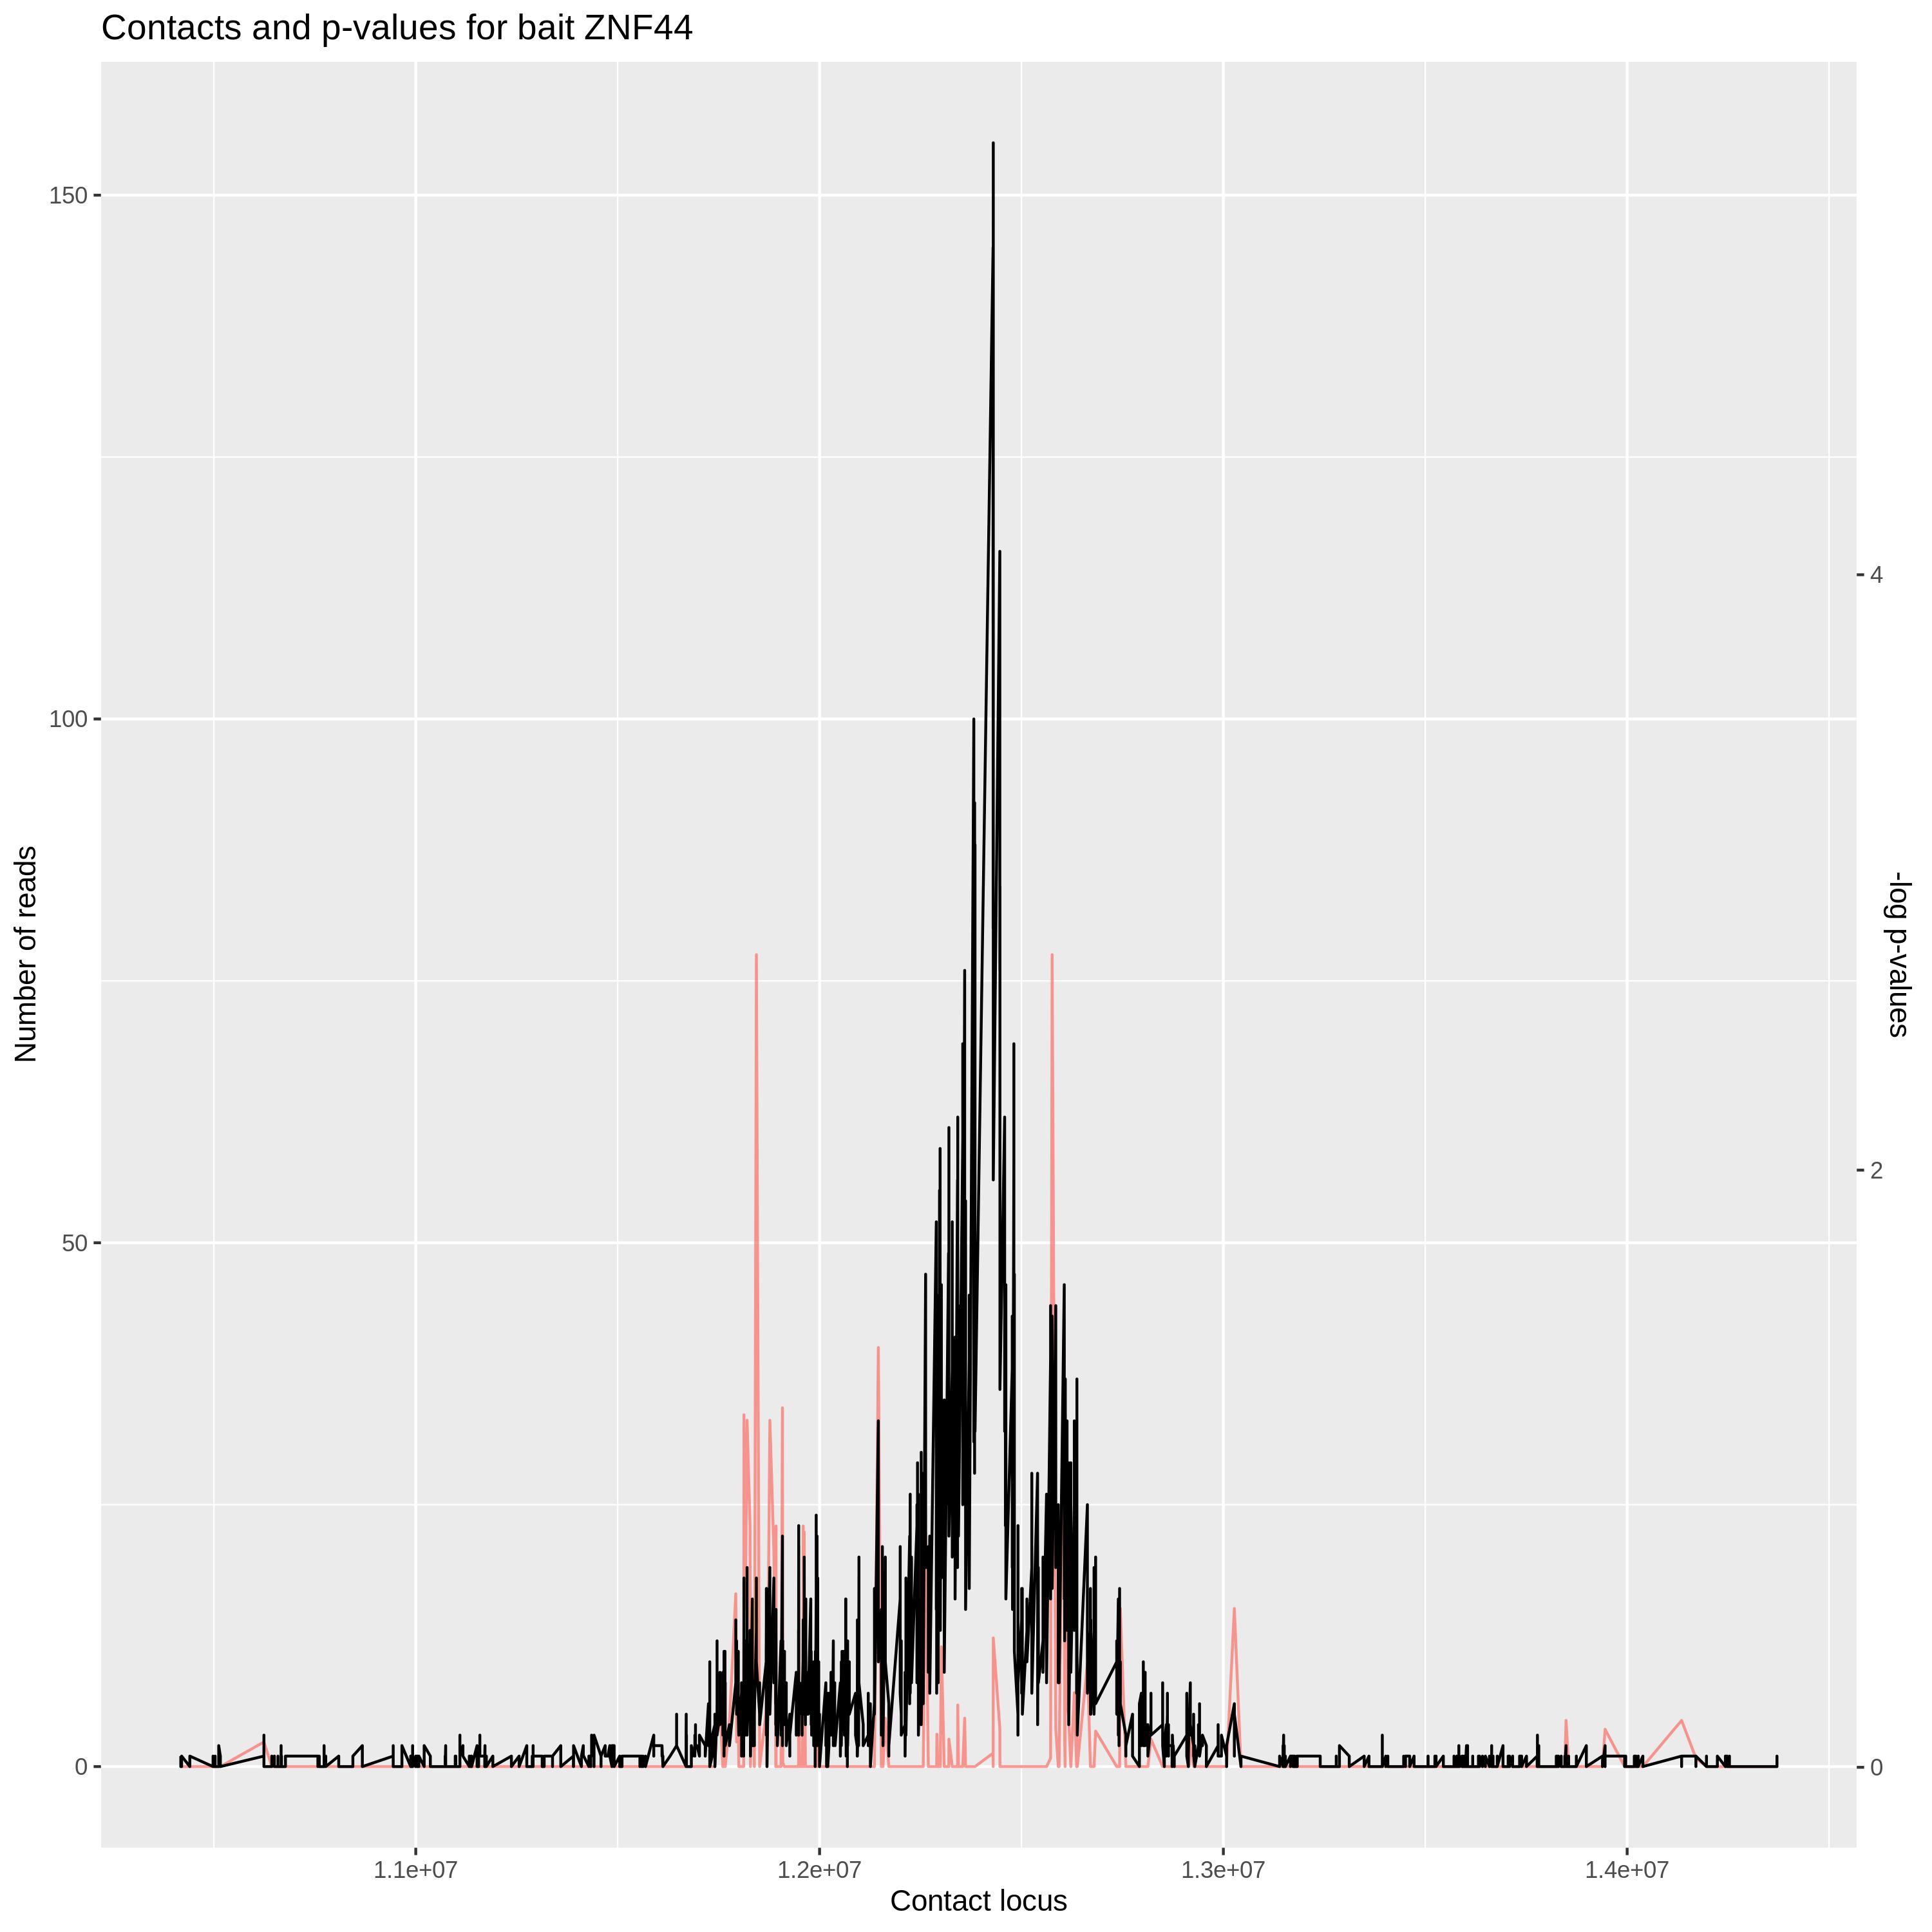 Contacts and p-values for bait ZNF44
150
100
50
0
Number of reads
4
2
0
-log p-values
1.1e+07
1.2e+07
1.3e+07
1.4e+07
Contact locus